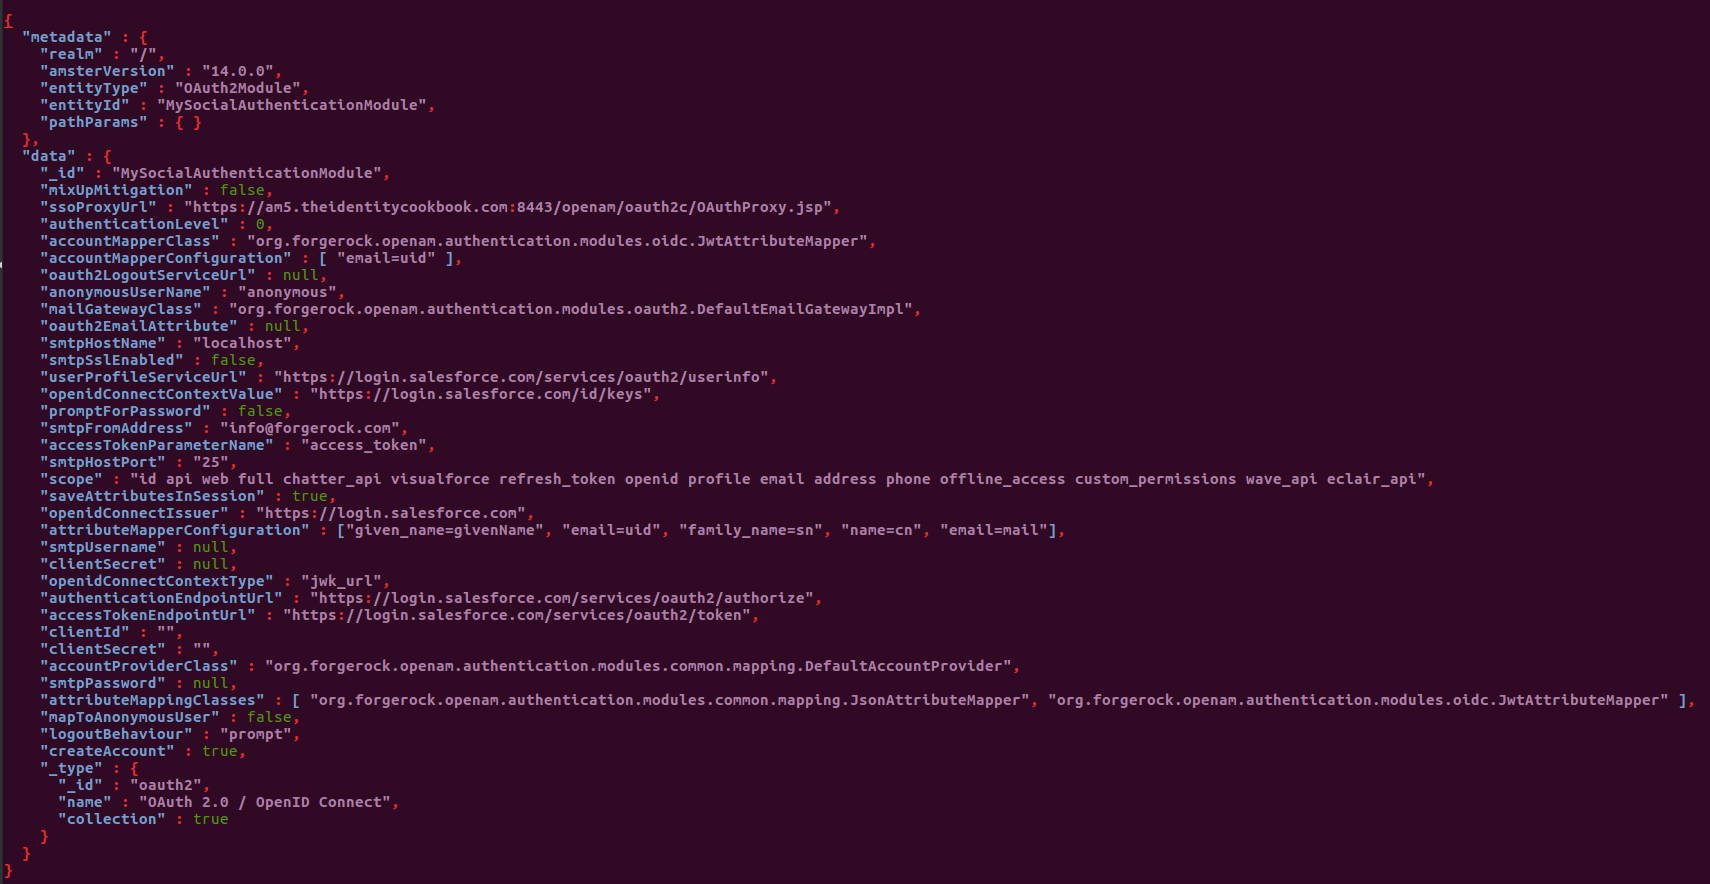 {
  "metadata" : {
    "realm" : "/",
    "amsterVersion" : "14.0.0",
    "entityType" : "OAuth2Module",
    "entityId" : "MySocialAuthenticationModule",
    "pathParams" : { }
  },
  "data" : {
    "_id" : "MySocialAuthenticationModule",
    "mixUpMitigation" : false,
    "ssoProxyUrl" : "https://am5.theidentitycookbook.com:8443/openam/oauth2c/OAuthProxy.jsp",
    "authenticationLevel" : 0,
    "accountMapperClass" : "org.forgerock.openam.authentication.modules.oidc.JwtAttributeMapper",
    "accountMapperConfiguration" : [ "email=uid" ],
    "oauth2LogoutServiceUrl" : null,
    "anonymousUserName" : "anonymous",
    "mailGatewayClass" : "org.forgerock.openam.authentication.modules.oauth2.DefaultEmailGatewayImpl",
    "oauth2EmailAttribute" : null,
    "smtpHostName" : "localhost",
    "smtpSslEnabled" : false,
    "userProfileServiceUrl" : "https://login.salesforce.com/services/oauth2/userinfo",
    "openidConnectContextValue" : "https://login.salesforce.com/id/keys",
    "promptForPassword" : false,
    "smtpFromAddress" : "info@forgerock.com",
    "accessTokenParameterName" : "access_token",
    "smtpHostPort" : "25",
    "scope" : "id api web full chatter_api visualforce refresh_token openid profile email address phone offline_access custom_permissions wave_api eclair_api",
    "saveAttributesInSession" : true,
    "openidConnectIssuer" : "https://login.salesforce.com",
    "attributeMapperConfiguration" : ["given_name=givenName", "email=uid", "family_name=sn", "name=cn", "email=mail"],
    "smtpUsername" : null,
    "clientSecret" : null,
    "openidConnectContextType" : "jwk_url",
    "authenticationEndpointUrl" : "https://login.salesforce.com/services/oauth2/authorize",
    "accessTokenEndpointUrl" : "https://login.salesforce.com/services/oauth2/token",
    "clientId" : "",
    "clientSecret" : "",
    "accountProviderClass" : "org.forgerock.openam.authentication.modules.common.mapping.DefaultAccountProvider",
    "smtpPassword" : null,
    "attributeMappingClasses" : [ "org.forgerock.openam.authentication.modules.common.mapping.JsonAttributeMapper", "org.forgerock.openam.authentication.modules.oidc.JwtAttributeMapper" ],
    "mapToAnonymousUser" : false,
    "logoutBehaviour" : "prompt",
    "createAccount" : true,
    "_type" : {
      "_id" : "oauth2",
      "name" : "OAuth 2.0 / OpenID Connect",
      "collection" : true
    }
  }
}